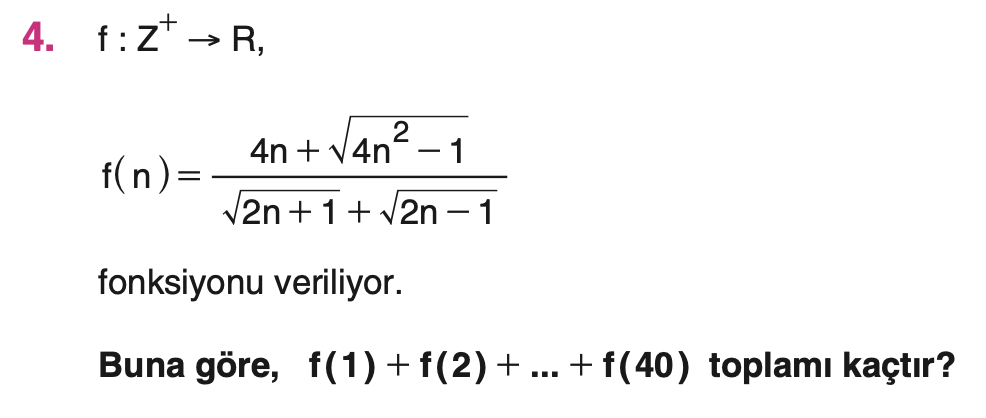 4. f : Z⁺ → R,
f(n) = (4n + √(4n² − 1)) / (√(2n + 1) + √(2n − 1))
fonksiyonu veriliyor.
Buna göre, f(1) + f(2) + ... + f(40) toplamı kaçtır?